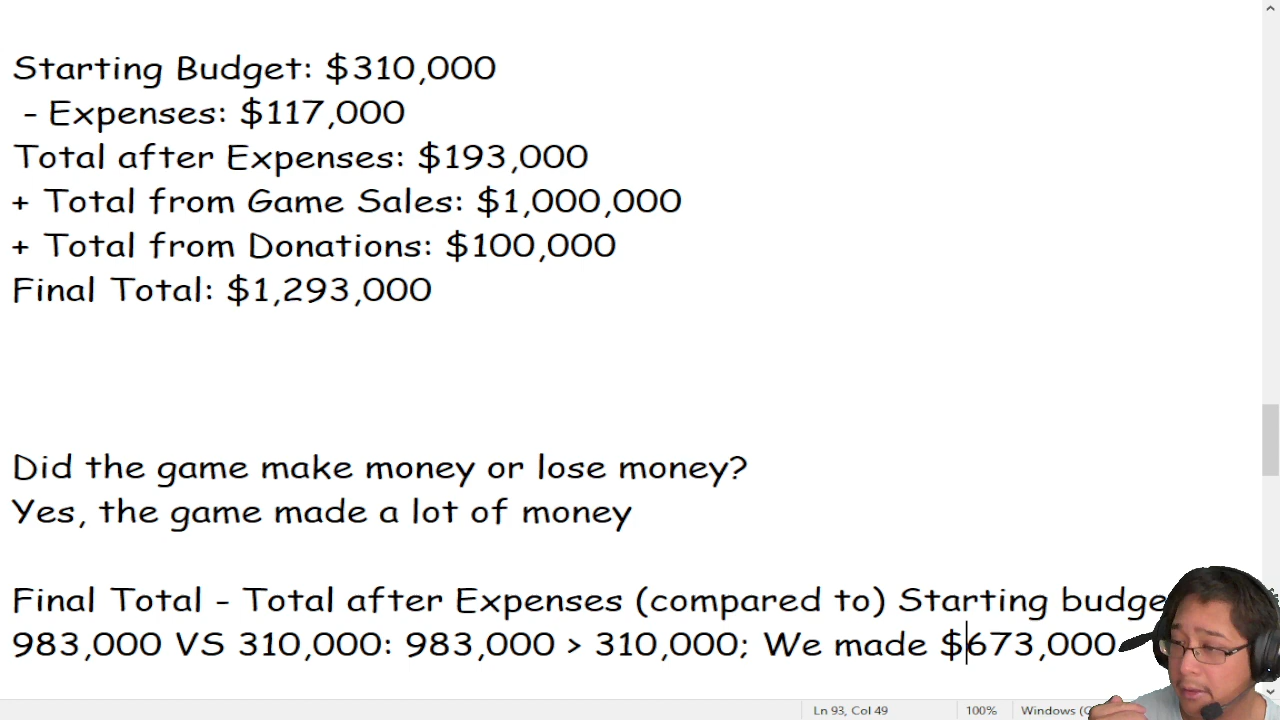 Starting Budget: $310,000
- Expenses: $117,000
Total after Expenses: $193,000
+ Total from Game Sales: $1,000,000
+ Total from Donations: $100,000
Final Total: $1,293,000
Did the game make money or lose money?
Yes, the game made a lot of money
Final Total - Total after Expenses (compared to) Starting
983,000 VS 310,000: 983,000 > 310,000; We made $673,000
Ln 93, Col 49 100% Windows